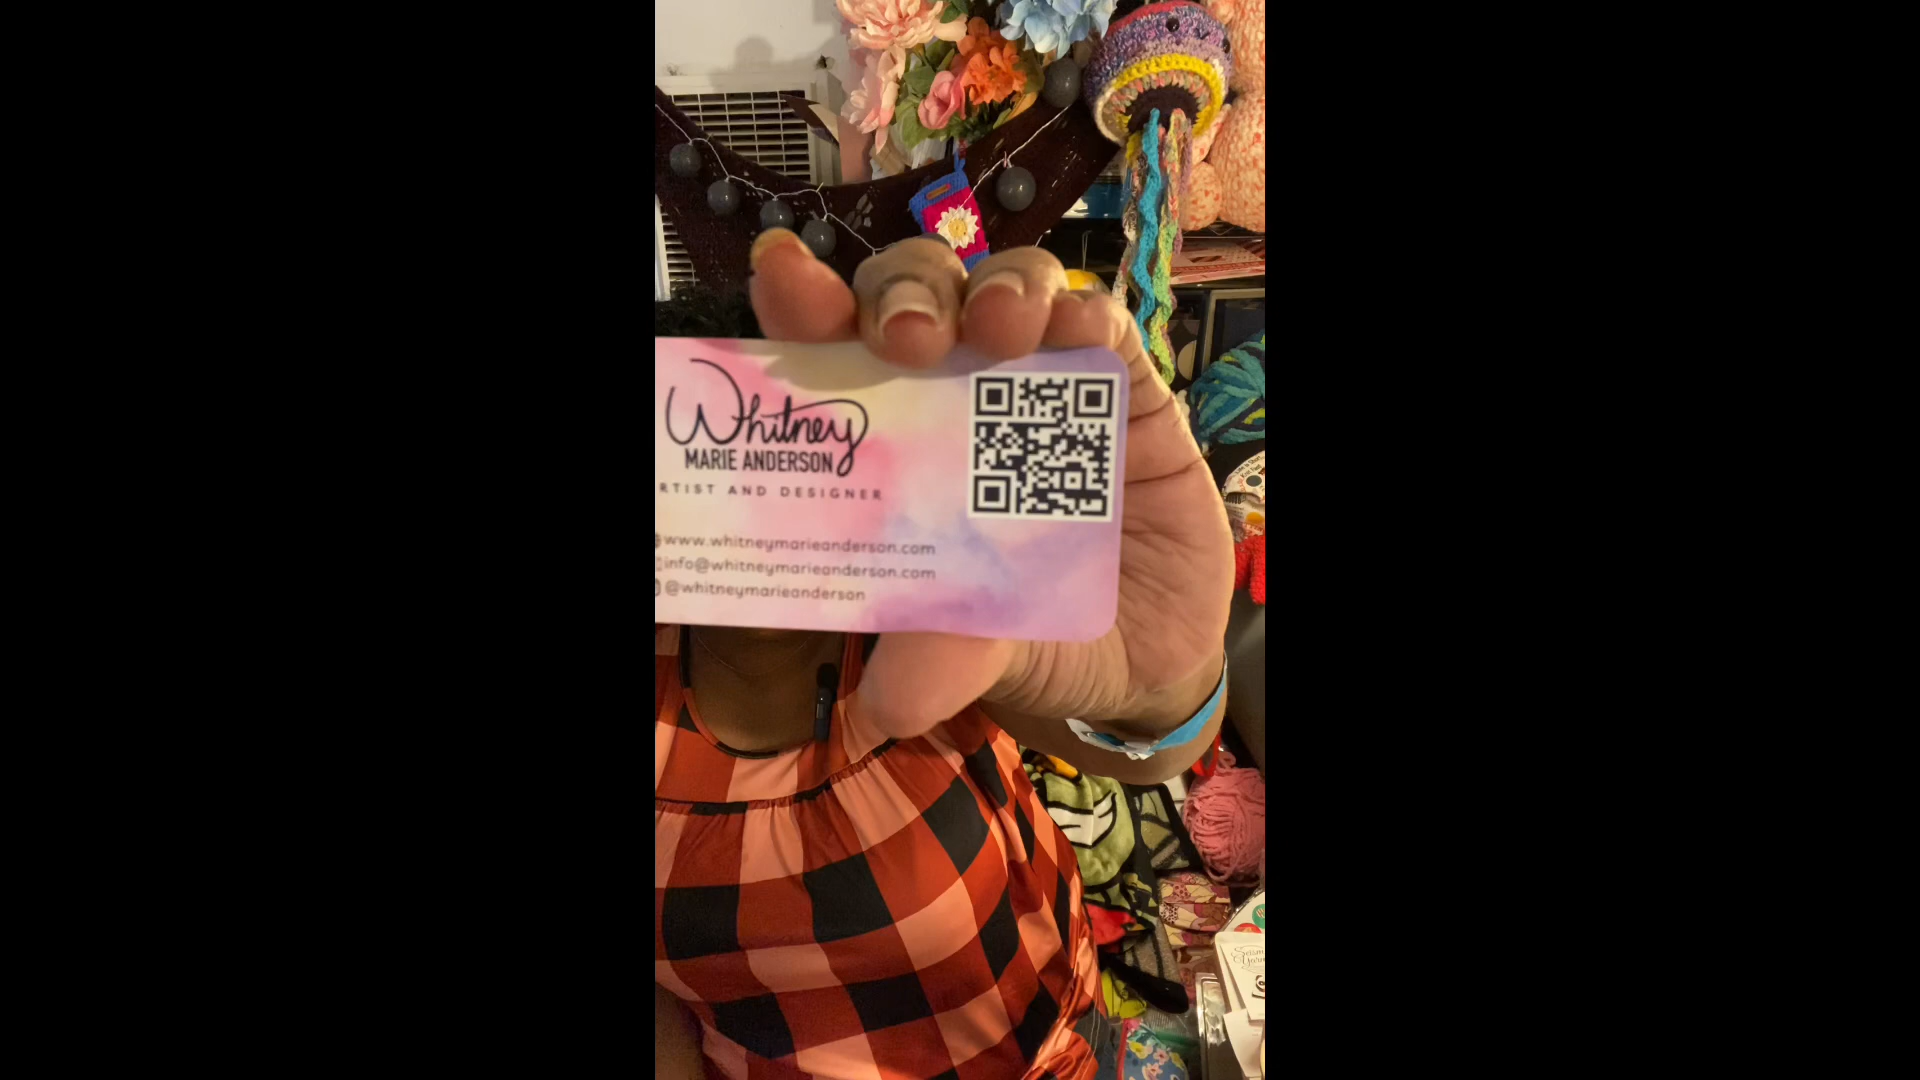 Whitney
MARIE ANDERSON
RTIST AND DESIGNER
www.whitneymarieanderson.com
info@whitneymarieanderson.com
@whitneymarieanderson